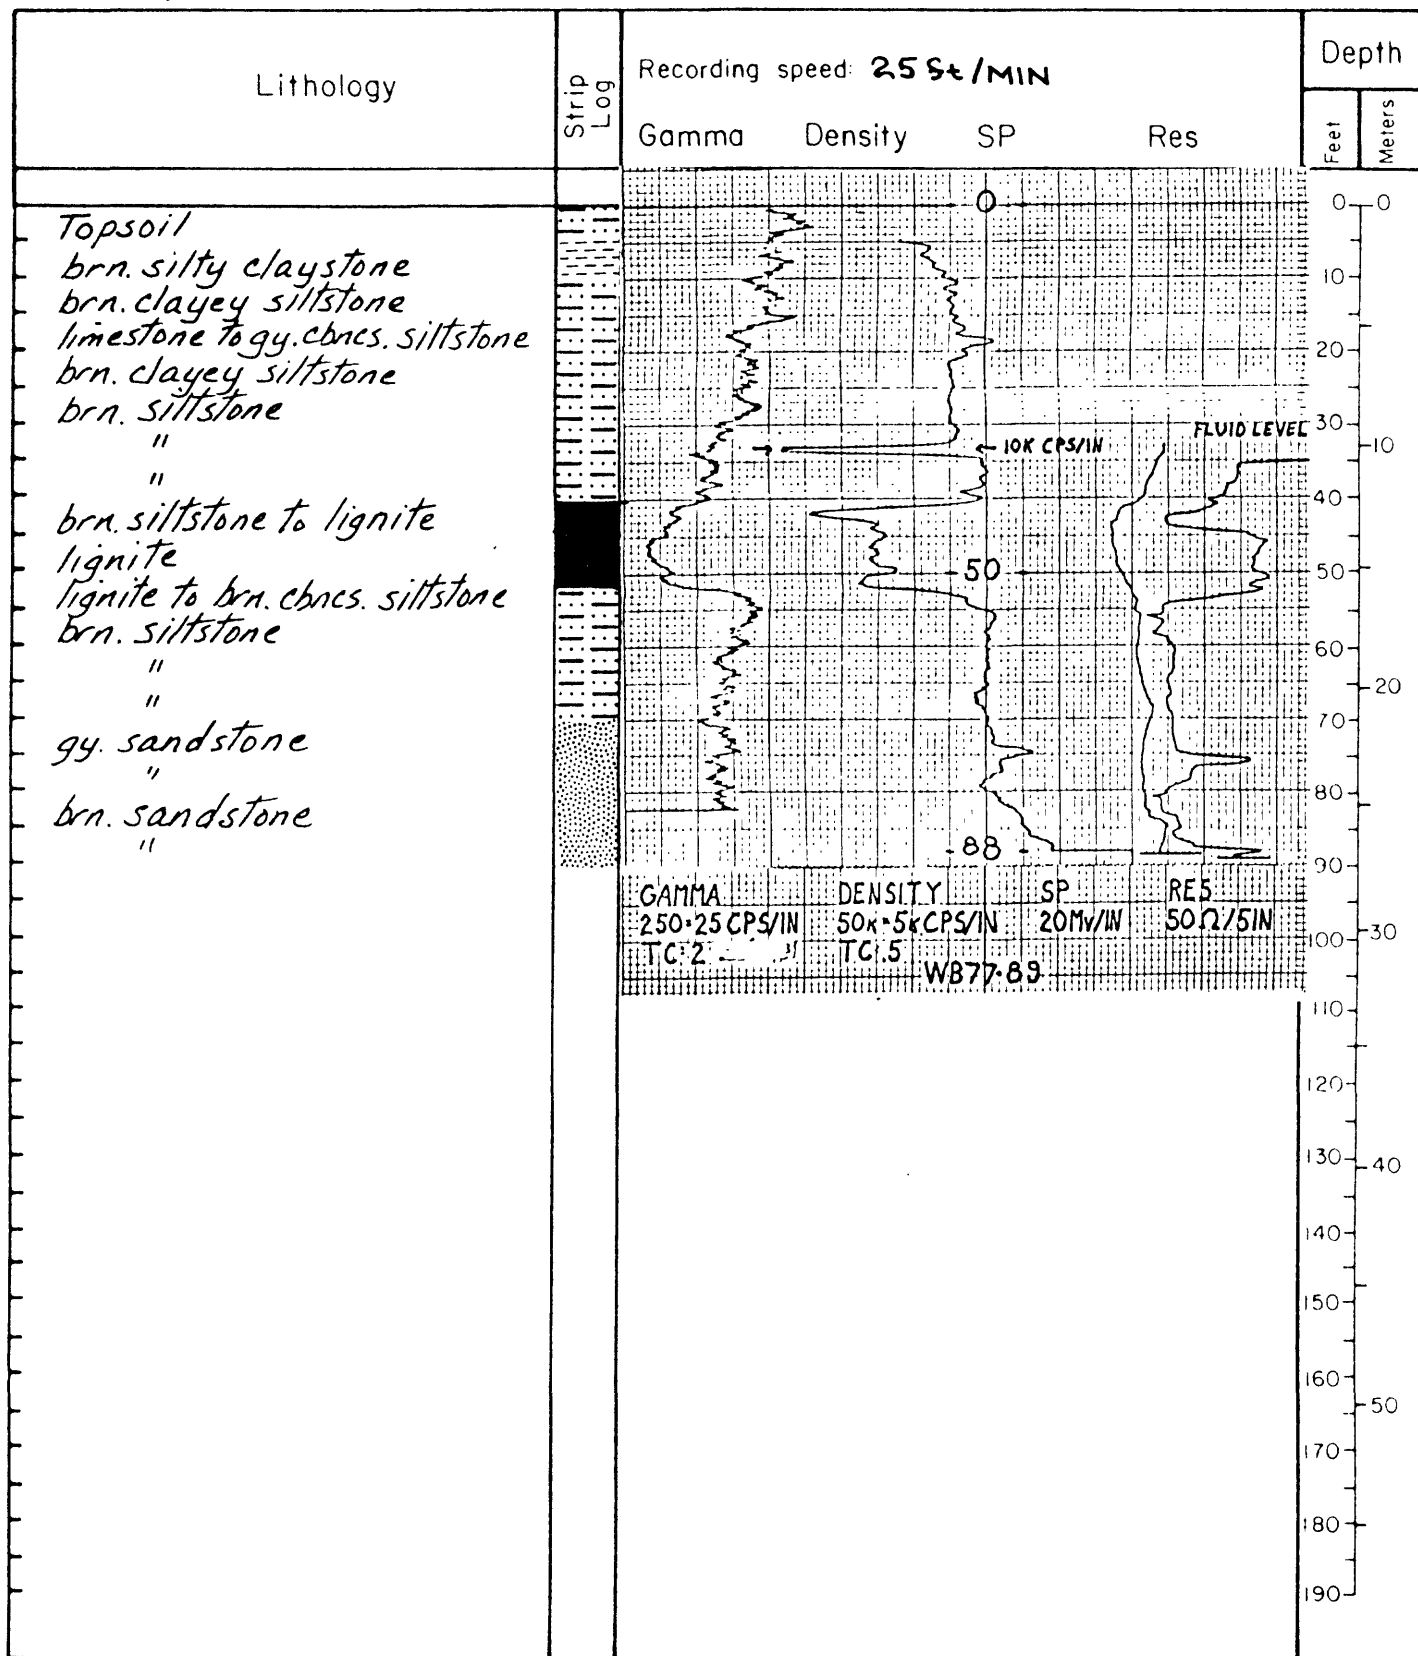 Lithology
Strip Log
Recording speed: 25 St/MIN
Gamma Density SP Res
Depth
Feet
Meters
Topsoil
brn. silty claystone
brn. clayey siltstone
limestone to gy. cbncs. siltstone
brn. clayey siltstone
brn. siltstone
"
"
brn. siltstone to lignite
lignite
lignite to brn. cbncs. siltstone
brn. siltstone
"
"
gy. sandstone
"
brn. sandstone
"
0
FLUID LEVEL
← 10K CPS/IN
50
88
GAMMA DENSITY SP RES
250=25 CPS/IN 50K=5K CPS/IN 20MV/IN 50Ω/5IN
TC:2 TC:.5
WB77-89
0
10
20
30
40
50
60
70
80
90
100
110
120
130
140
150
160
170
180
190
0
10
20
30
40
50